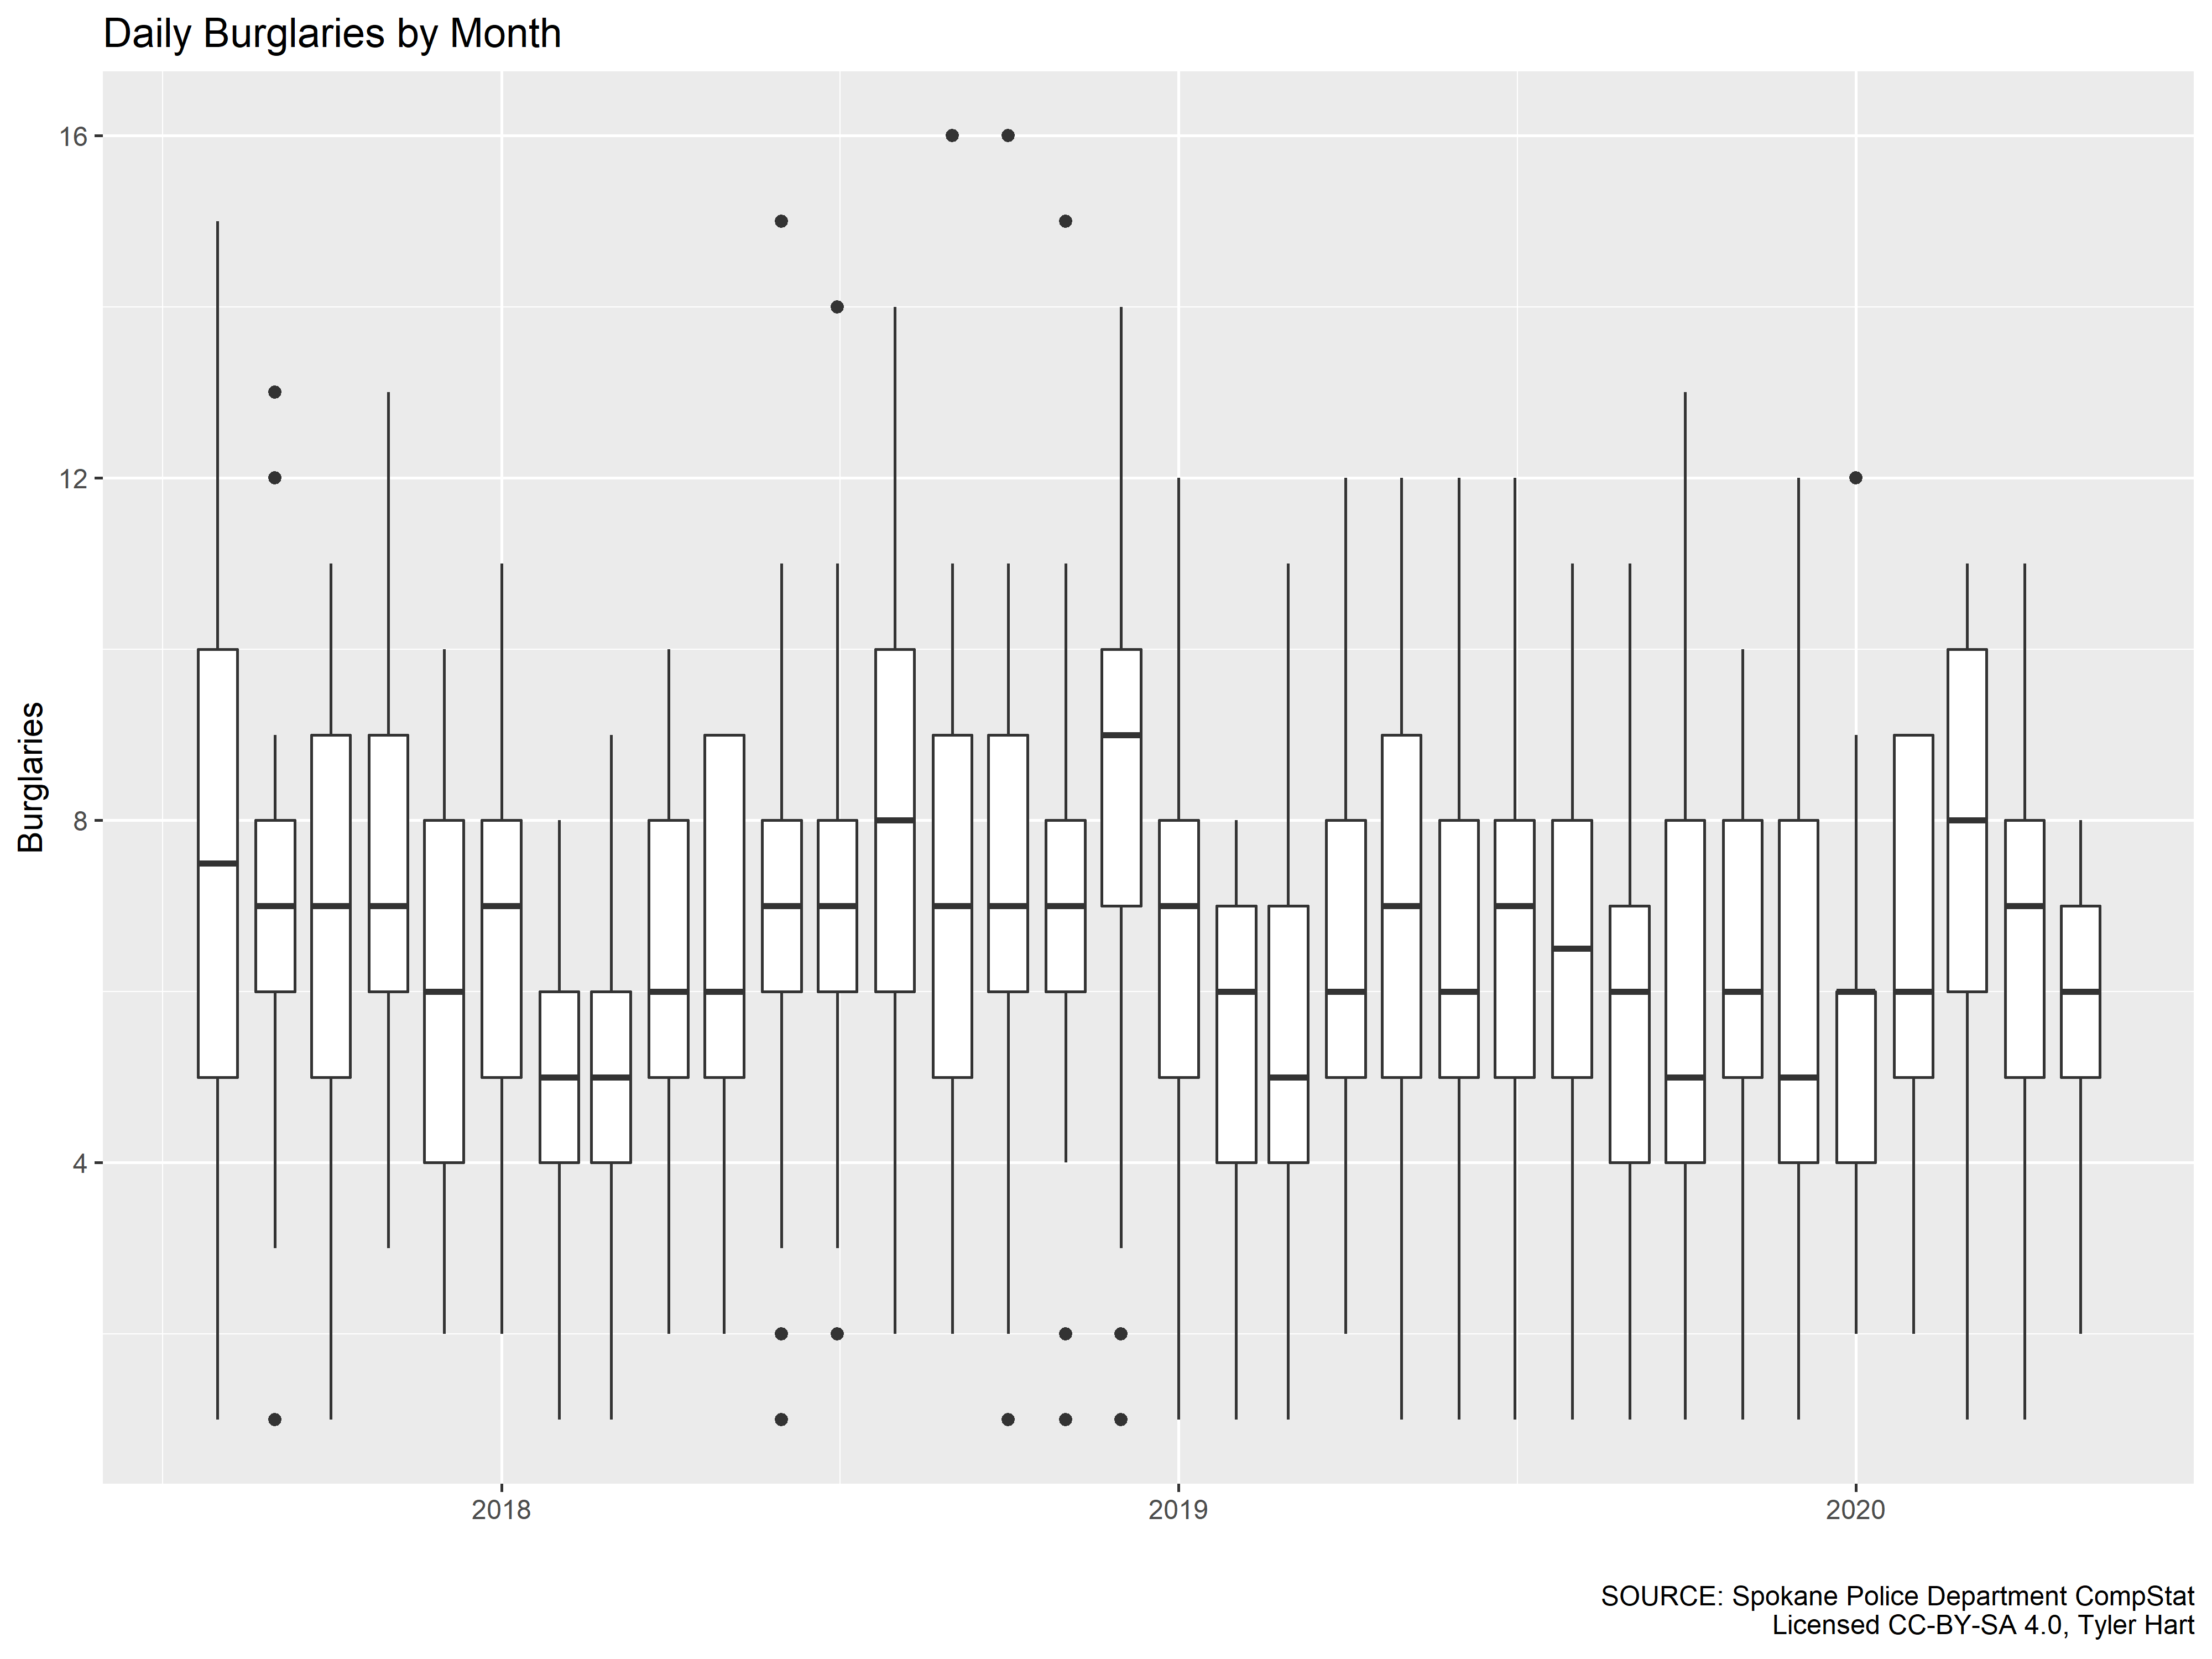 Daily Burglaries by Month
Burglaries
16
12
8
4
2018
2019
2020
SOURCE: Spokane Police Department CompStat
Licensed CC-BY-SA 4.0, Tyler Hart